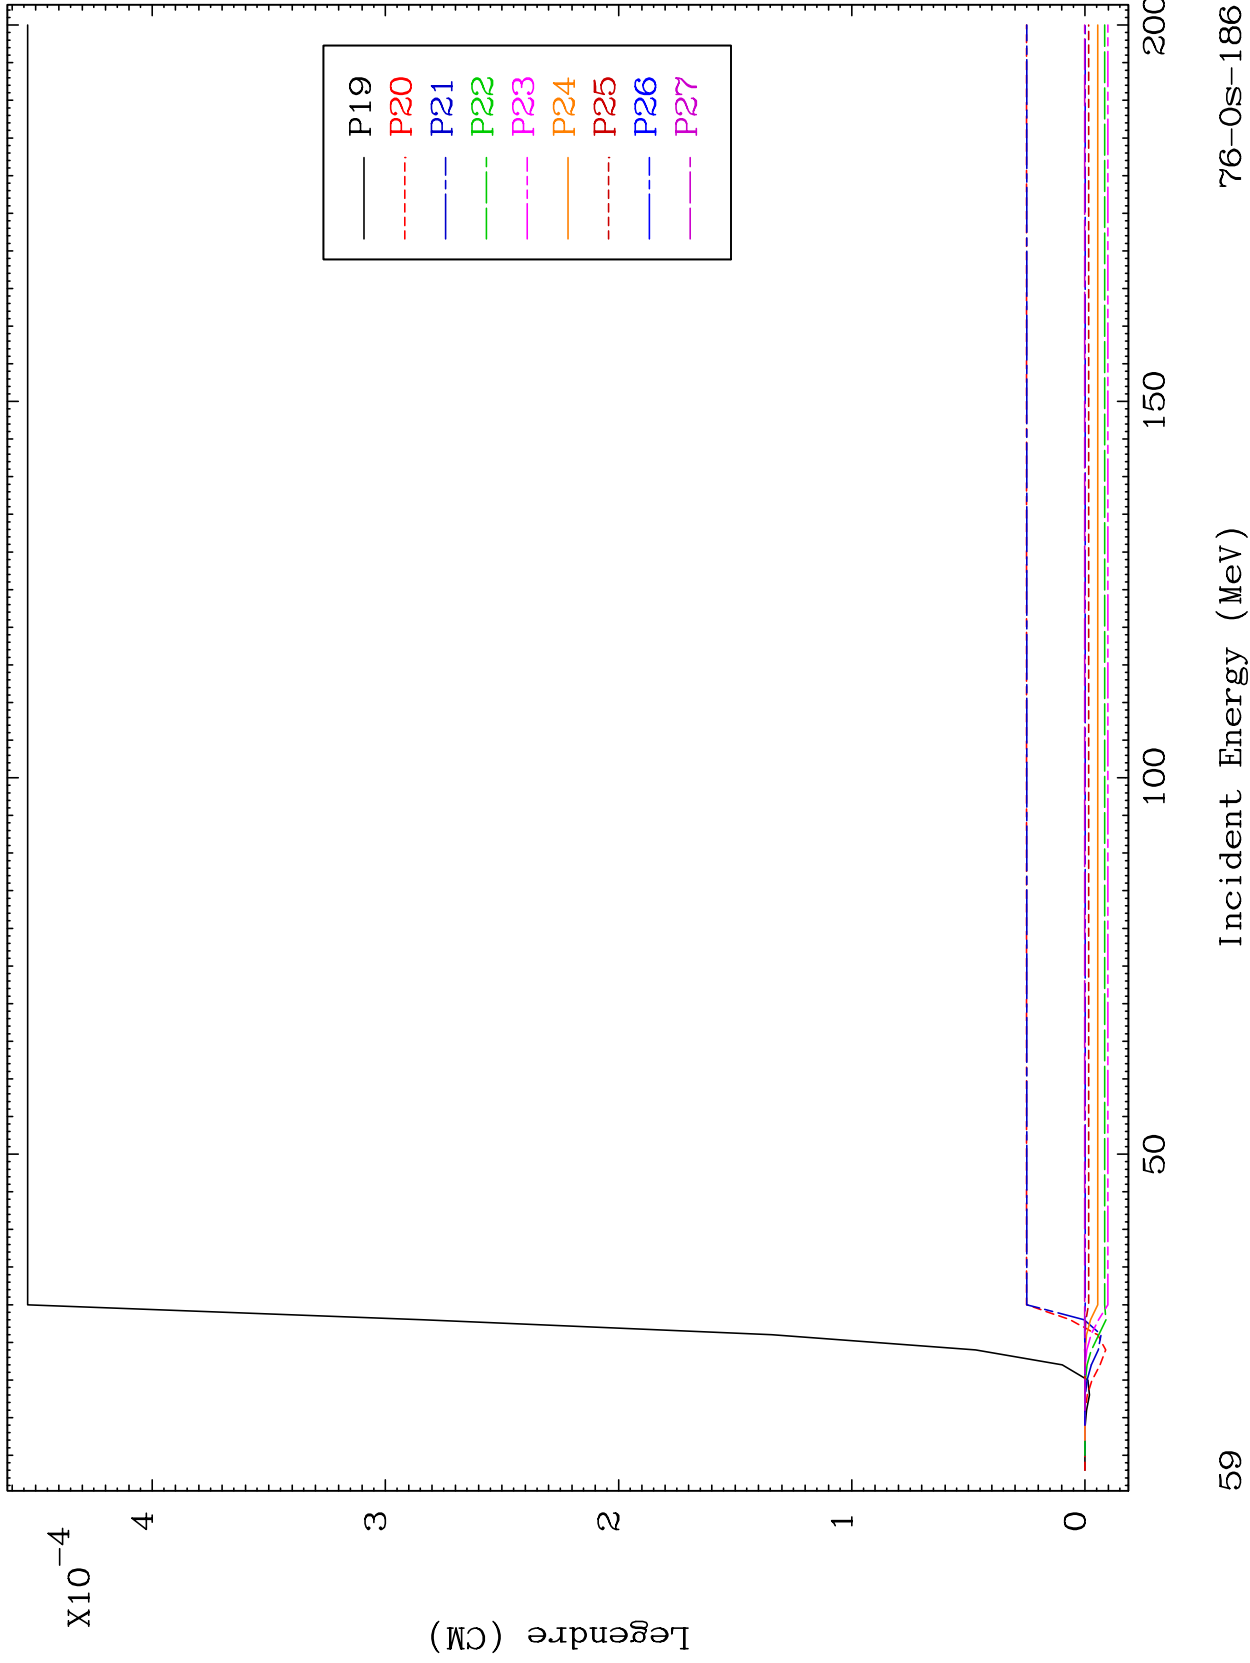 X10-4
4
3
2
1
0
Legendre (CM)
P19
P20
P21
P22
P23
P24
P25
P26
P27
50
100
150
200
Incident Energy (MeV)
59
76-Os-186